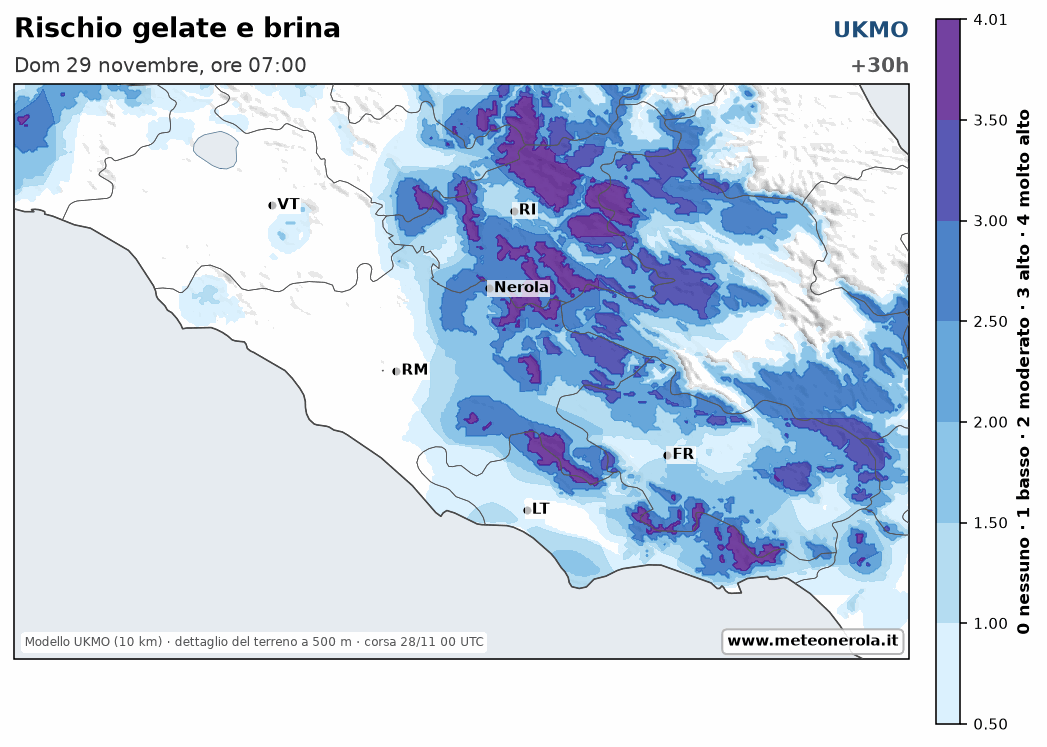 Rischio gelate e brina
UKMO
Dom 29 novembre, ore 07:00
+30h
4.01
3.50
3.00
2.50
2.00
1.50
1.00
0.50
0 nessuno · 1 basso · 2 moderato · 3 alto · 4 molto alto
VT
RI
Nerola
RM
FR
LT
Modello UKMO (10 km) · dettaglio del terreno a 500 m · corsa 28/11 00 UTC
www.meteonerola.it